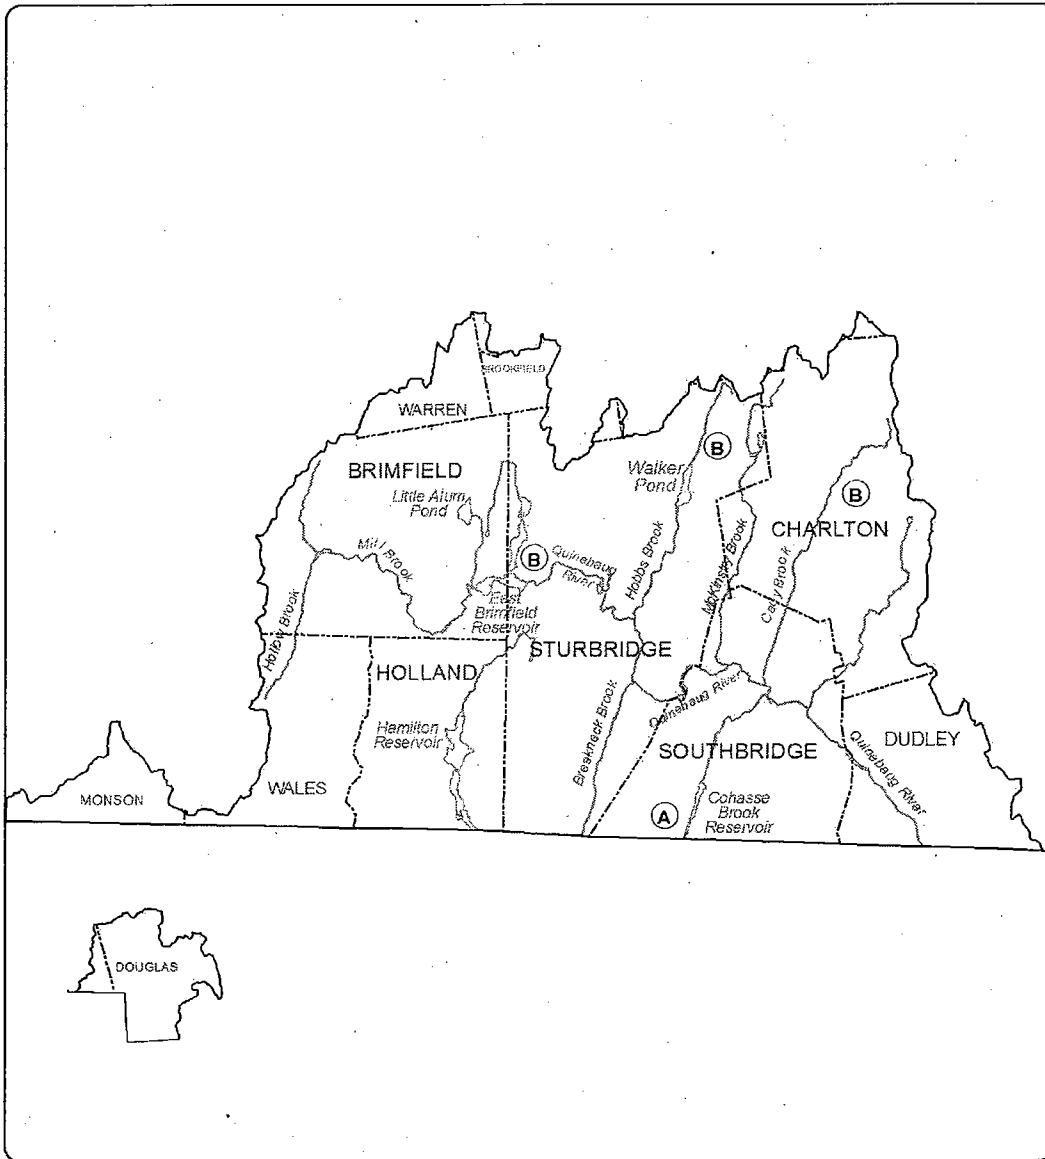 BROOKFIELD
WARREN
B
BRIMFIELD
Walker
Pond
B
Little Alum
Pond
CHARLTON
Mill Brook
B
Quinebaug
River
Hobbs Brook
McKinstry Brook
Cady Brook
East
Brimfield
Reservoir
Hollow Brook
STURBRIDGE
HOLLAND
Quinebaug River
Breakneck Brook
Hamilton
Reservoir
SOUTHBRIDGE
DUDLEY
Quinebaug River
WALES
MONSON
A
Cohasse
Brook
Reservoir
DOUGLAS